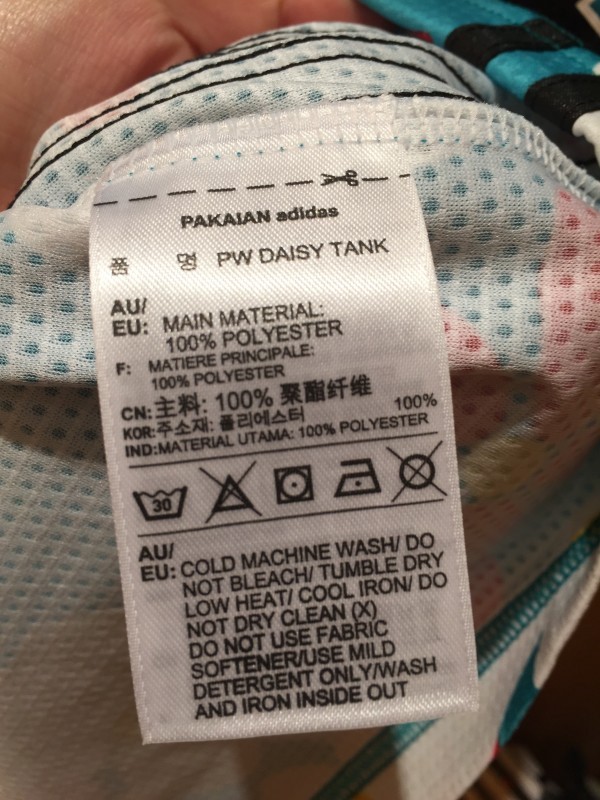 PAKAIAN adidas
품 명 PW DAISY TANK
AU/
EU: MAIN MATERIAL:
100% POLYESTER
F: MATIERE PRINCIPALE:
100% POLYESTER
CN: 主料: 100% 聚酯纤维
KOR: 주소재: 폴리에스터 100%
IND: MATERIAL UTAMA: 100% POLYESTER
30
AU/
EU: COLD MACHINE WASH/ DO
NOT BLEACH/ TUMBLE DRY
LOW HEAT/ COOL IRON/ DO
NOT DRY CLEAN (X)
DO NOT USE FABRIC
SOFTENER/USE MILD
DETERGENT ONLY/WASH
AND IRON INSIDE OUT